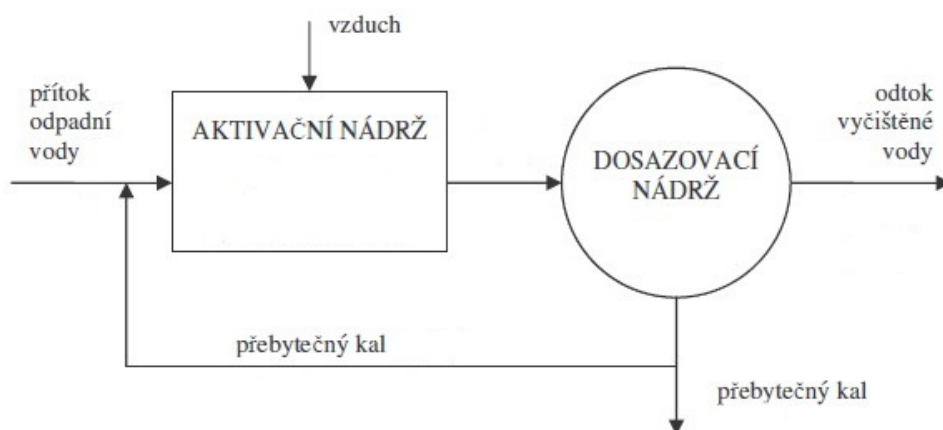 vzduch
přítok
odpadní
vody
AKTIVAČNÍ NÁDRŽ
DOSAZOVACÍ
NÁDRŽ
odtok
vyčištěné
vody
přebytečný kal
přebytečný kal